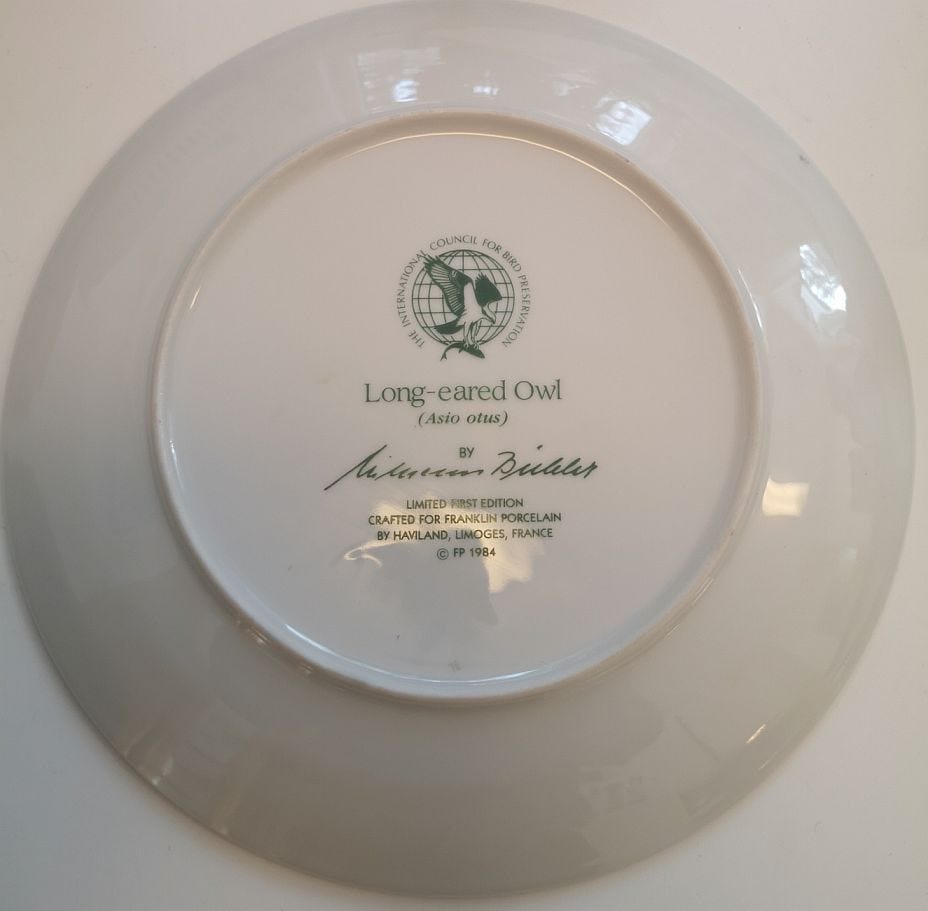 THE INTERNATIONAL COUNCIL FOR BIRD PRESERVATION
Long-eared Owl
(Asio otus)
BY
LIMITED FIRST EDITION
CRAFTED FOR FRANKLIN PORCELAIN
BY HAVILAND, LIMOGES, FRANCE
© FP 1984